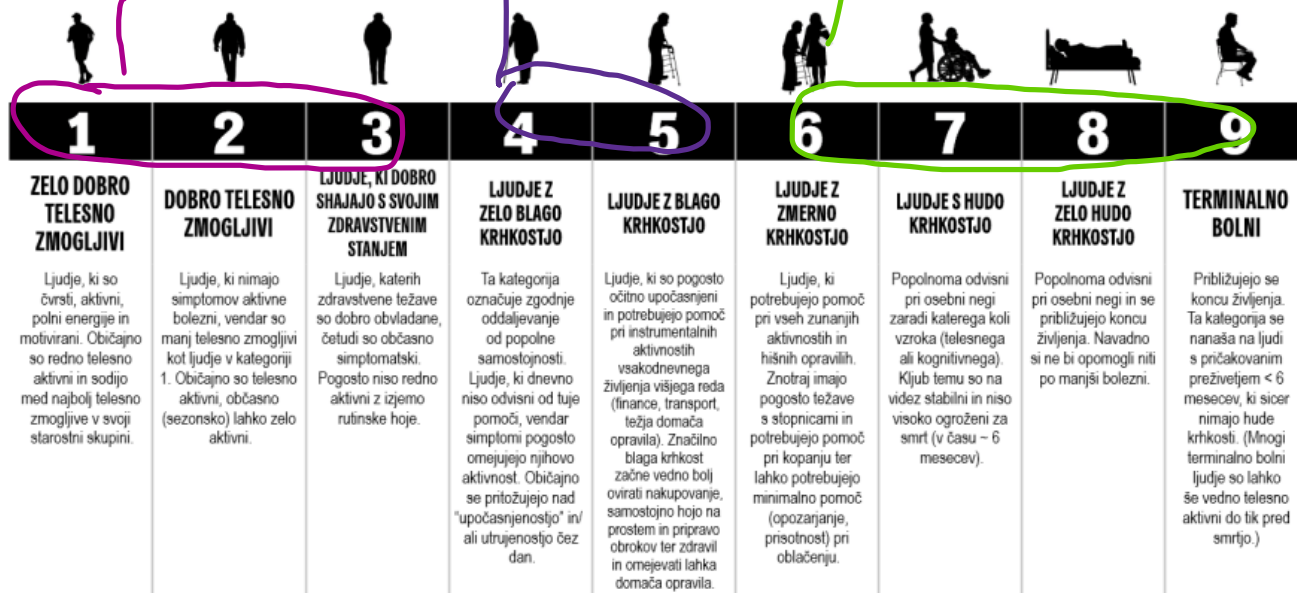 1
2
3
4
5
6
7
8
9
ZELO DOBRO
TELESNO
ZMOGLJIVI
Ljudje, ki so
čvrsti, aktivni,
polni energije in
motivirani. Običajno
so redno telesno
aktivni in sodijo
med najbolj telesno
zmogljive v svoji
starostni skupini.
DOBRO TELESNO
ZMOGLJIVI
Ljudje, ki nimajo
simptomov aktivne
bolezni, vendar so
manj telesno zmogljivi
kot ljudje v kategoriji
1. Običajno so telesno
aktivni, občasno
(sezonsko) lahko zelo
aktivni.
LJUDJE, KI DOBRO
SHAJAJO S SVOJIM
ZDRAVSTVENIM
STANJEM
Ljudje, katerih
zdravstvene težave
so dobro obvladane,
četudi so občasno
simptomatski.
Pogosto niso redno
aktivni z izjemo
rutinske hoje.
LJUDJE Z
ZELO BLAGO
KRHKOSTJO
Ta kategorija
označuje zgodnje
oddaljevanje
od popolne
samostojnosti.
Ljudje, ki dnevno
niso odvisni od tuje
pomoči, vendar
simptomi pogosto
omejujejo njihovo
aktivnost. Običajno
se pritožujejo nad
"upočasnjenostjo" in/
ali utrujenostjo čez
dan.
LJUDJE Z BLAGO
KRHKOSTJO
Ljudje, ki so pogosto
očitno upočasnjeni
in potrebujejo pomoč
pri instrumentalnih
aktivnostih
vsakodnevnega
življenja višjega reda
(finance, transport,
težja domača
opravila). Značilno
blaga krhkost
začne vedno bolj
ovirati nakupovanje,
samostojno hojo na
prostem in pripravo
obrokov ter zdravil
in omejevati lahka
domača opravila.
LJUDJE Z
ZMERNO
KRHKOSTJO
Ljudje, ki
potrebujejo pomoč
pri vseh zunanjih
aktivnostih in
hišnih opravilih.
Znotraj imajo
pogosto težave
s stopnicami in
potrebujejo pomoč
pri kopanju ter
lahko potrebujejo
minimalno pomoč
(opozarjanje,
prisotnost) pri
oblačenju.
LJUDJE S HUDO
KRHKOSTJO
Popolnoma odvisni
pri osebni negi
zaradi katerega koli
vzroka (telesnega
ali kognitivnega).
Kljub temu so na
videz stabilni in niso
visoko ogroženi za
smrt (v času ~ 6
mesecev).
LJUDJE Z
ZELO HUDO
KRHKOSTJO
Popolnoma odvisni
pri osebni negi in se
približujejo koncu
življenja. Navadno
si ne bi opomogli niti
po manjši bolezni.
TERMINALNO
BOLNI
Približujejo se
koncu življenja.
Ta kategorija se
nanaša na ljudi
s pričakovanim
preživetjem < 6
mesecev, ki sicer
nimajo hude
krhkosti. (Mnogi
terminalno bolni
ljudje so lahko
še vedno telesno
aktivni do tik pred
smrtjo.)